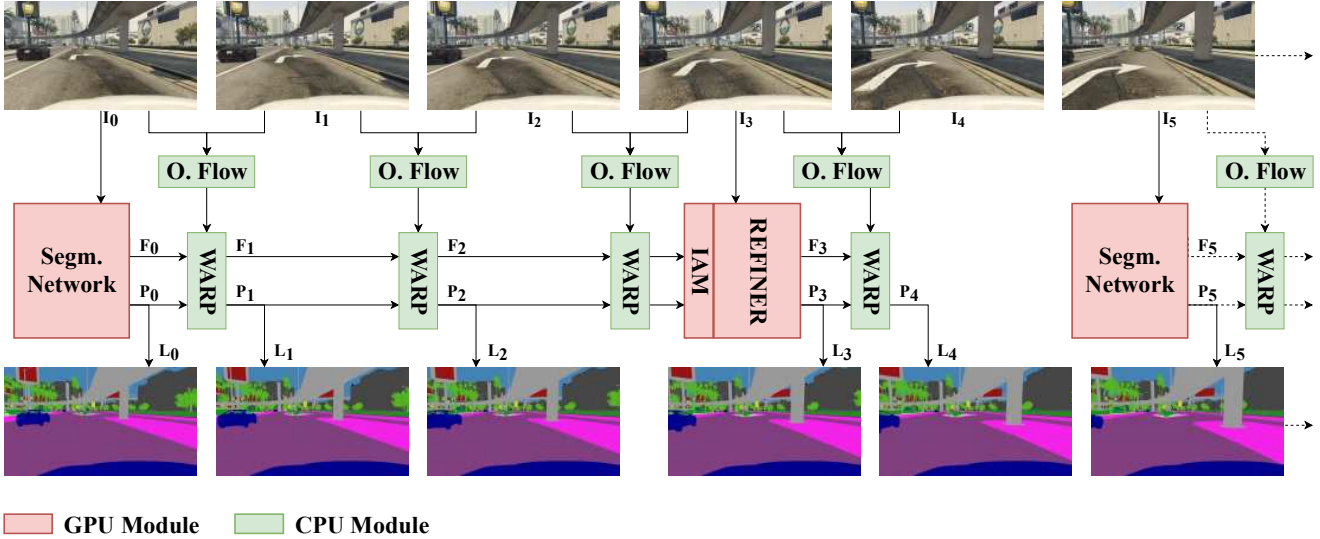 I0 I1 I2 I3 I4 I5
O. Flow O. Flow O. Flow O. Flow O. Flow
Segm.
Network
F0 P0
WARP
F1 P1
WARP
F2 P2
WARP
IAM
REFINER
F3 P3
WARP
P4
Segm.
Network
F5 P5
WARP
L0 L1 L2 L3 L4 L5
GPU Module CPU Module